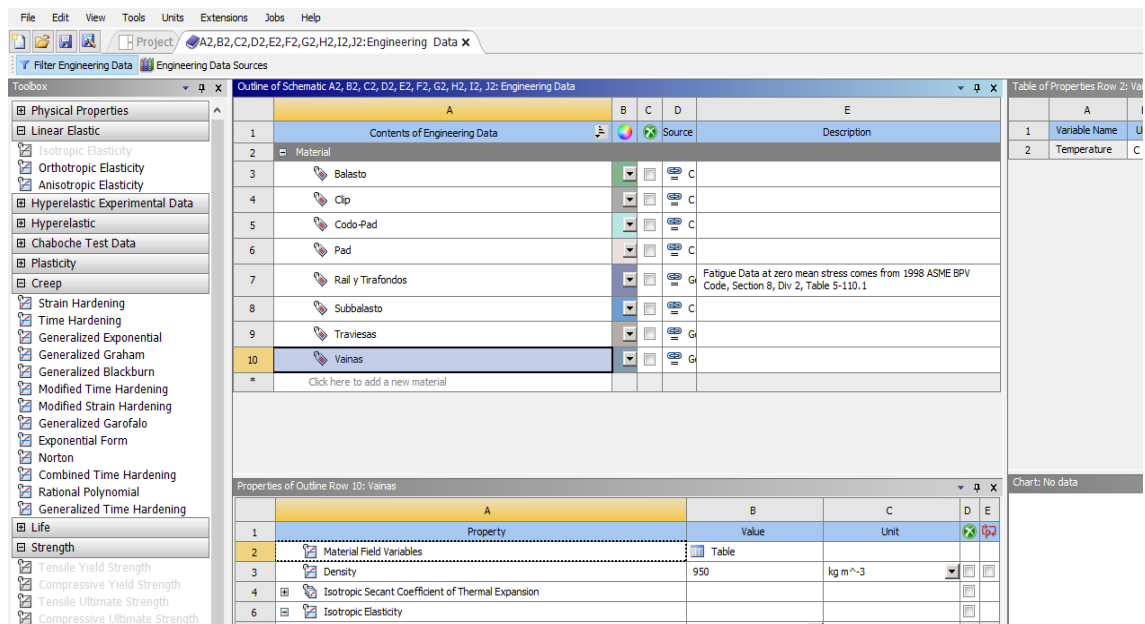 File Edit View Tools Units Extensions Jobs Help
Project A2,B2,C2,D2,E2,F2,G2,H2,I2,J2:Engineering Data x
Filter Engineering Data Engineering Data Sources
Toolbox
Physical Properties
Linear Elastic
Isotropic Elasticity
Orthotropic Elasticity
Anisotropic Elasticity
Hyperelastic Experimental Data
Hyperelastic
Chaboche Test Data
Plasticity
Creep
Strain Hardening
Time Hardening
Generalized Exponential
Generalized Graham
Generalized Blackburn
Modified Time Hardening
Modified Strain Hardening
Generalized Garofalo
Exponential Form
Norton
Combined Time Hardening
Rational Polynomial
Generalized Time Hardening
Life
Strength
Tensile Yield Strength
Compressive Yield Strength
Tensile Ultimate Strength
Compressive Ultimate Strength
Outline of Schematic A2, B2, C2, D2, E2, F2, G2, H2, I2, J2: Engineering Data
A B C D E
1 Contents of Engineering Data Source Description
2 Material
3 Balasto C
4 Clip C
5 Codo-Pad C
6 Pad C
7 Rail y Tirafondos Ge Fatigue Data at zero mean stress comes from 1998 ASME BPV
Code, Section 8, Div 2, Table 5-110.1
8 Subbalasto C
9 Traviesas Ge
10 Vainas Ge
* Click here to add a new material
Properties of Outline Row 10: Vainas
A B C D E
1 Property Value Unit
2 Material Field Variables Table
3 Density 950 kg m^-3
4 Isotropic Secant Coefficient of Thermal Expansion
6 Isotropic Elasticity
Table of Properties Row 2: Va
A
1 Variable Name U
2 Temperature C
Chart: No data